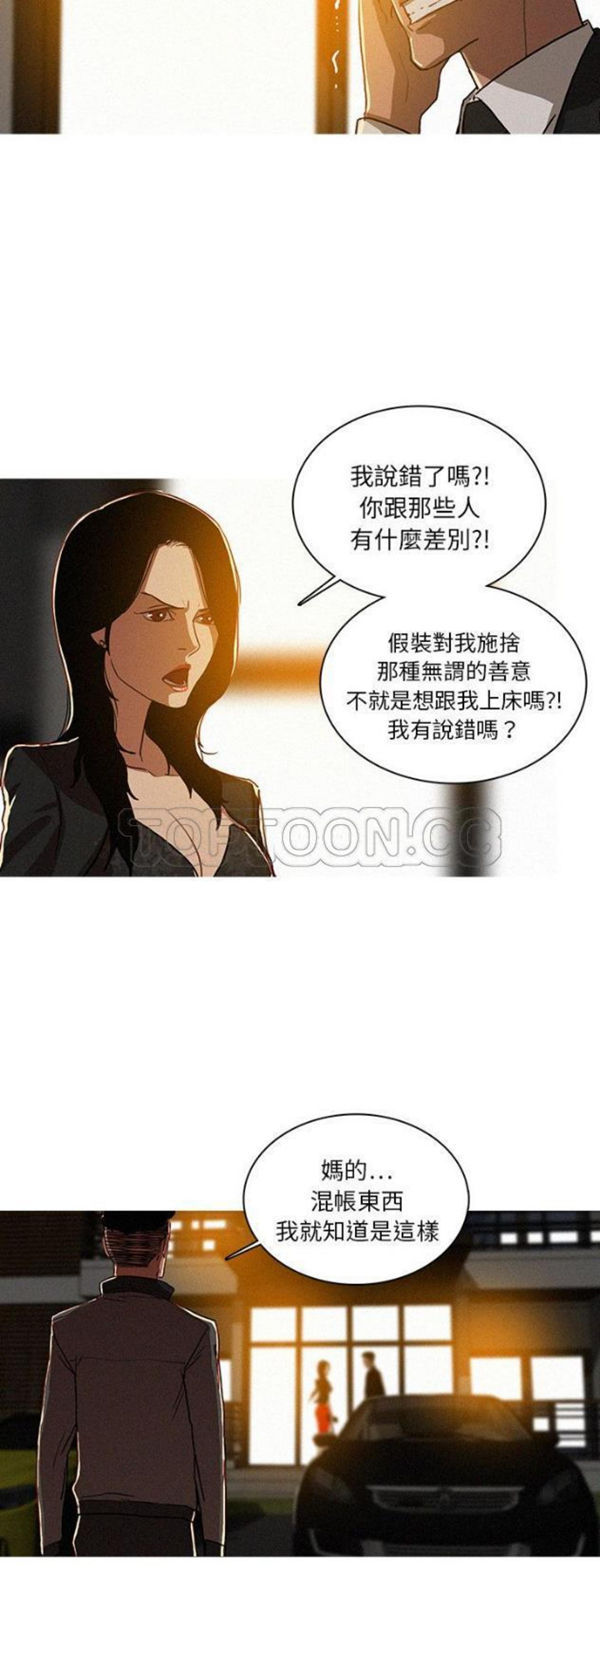 我說錯了嗎?!
你跟那些人
有什麼差別?!
假裝對我施捨
那種無謂的善意
不就是想跟我上床嗎?!
我有說錯嗎？
TOPTOON.CC
媽的...
混帳東西
我就知道是這樣